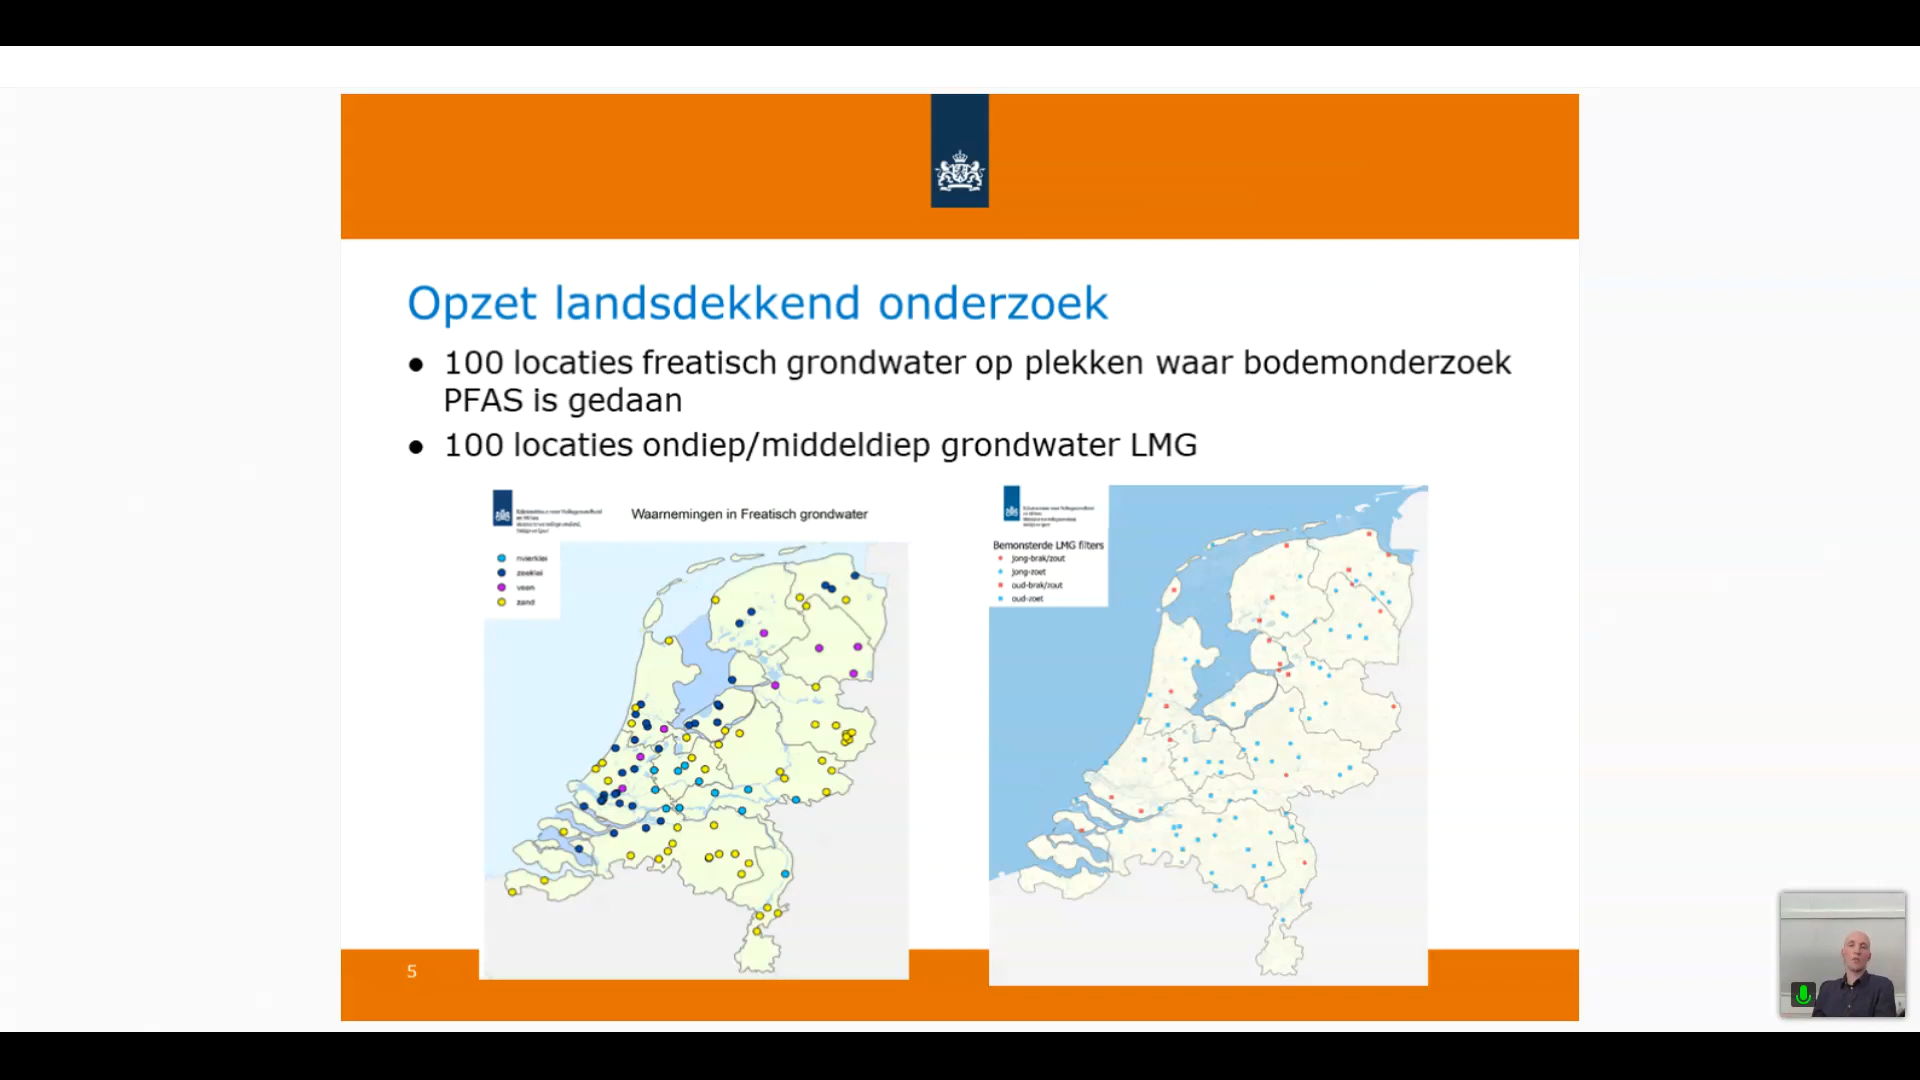 Opzet landsdekkend onderzoek
● 100 locaties freatisch grondwater op plekken waar bodemonderzoek
PFAS is gedaan
● 100 locaties ondiep/middeldiep grondwater LMG
Waarnemingen in Freatisch grondwater
rivierklei
zeeklei
veen
zand
Bemonsterde LMG filters
jong-brak/zout
jong-zoet
oud-brak/zout
oud-zoet
5